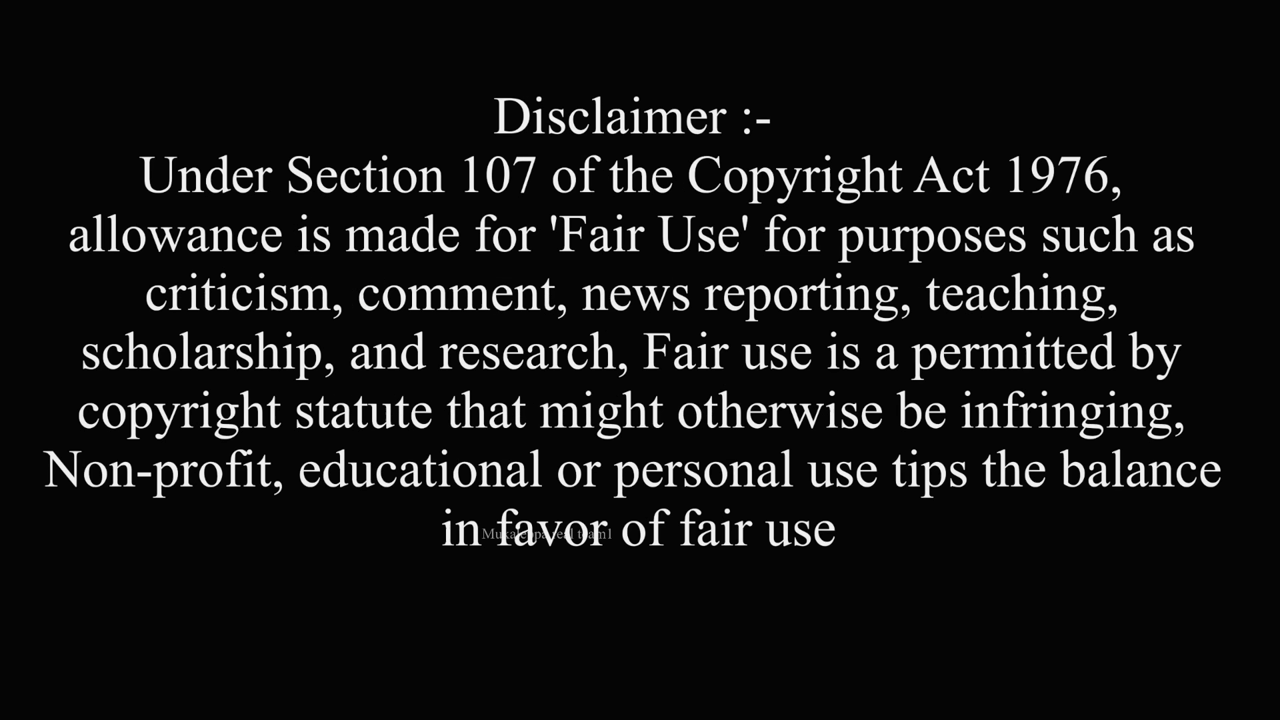 Disclaimer :-
Under Section 107 of the Copyright Act 1976,
allowance is made for 'Fair Use' for purposes such as
criticism, comment, news reporting, teaching,
scholarship, and research, Fair use is a permitted by
copyright statute that might otherwise be infringing,
Non-profit, educational or personal use tips the balance
in favor of fair use